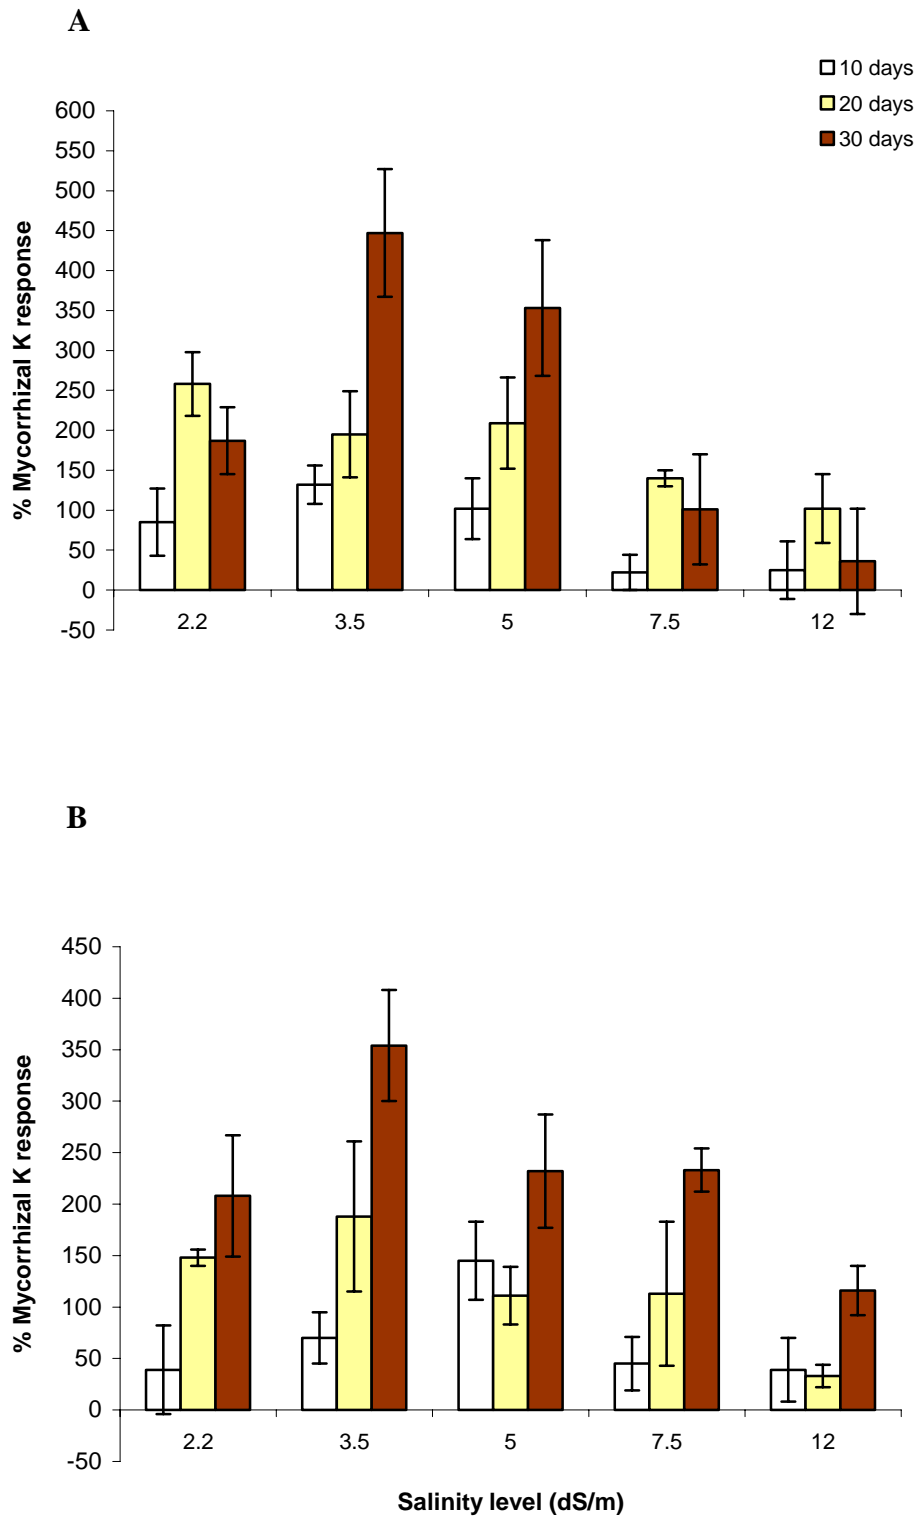 A
10 days
20 days
30 days
% Mycorrhizal K response
600
550
500
450
400
350
300
250
200
150
100
50
0
-50
2.2 3.5 5 7.5 12
B
% Mycorrhizal K response
450
400
350
300
250
200
150
100
50
0
-50
2.2 3.5 5 7.5 12
Salinity level (dS/m)